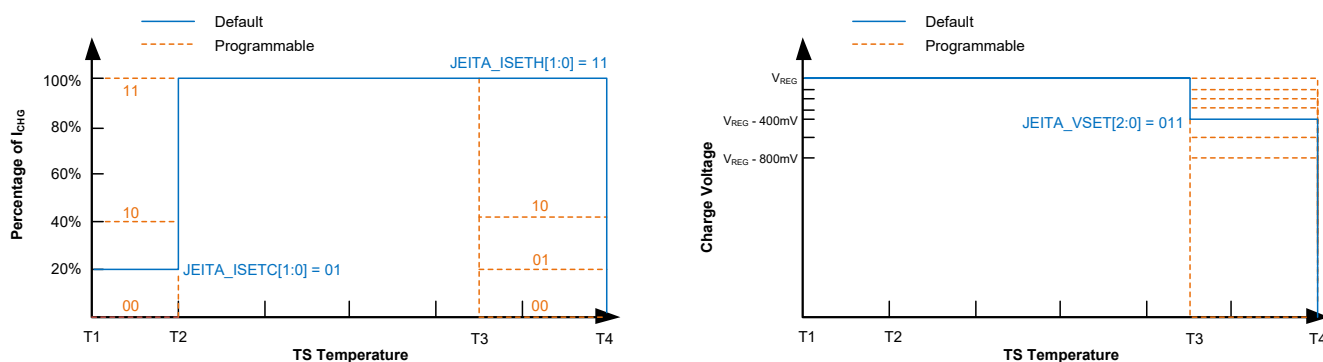 Default
Programmable
JEITA_ISETH[1:0] = 11
100%
11
80%
60%
10
40%
10
20%
JEITA_ISETC[1:0] = 01
01
00
00
T1
T2
T3
T4
TS Temperature
Percentage of ICHG
Default
Programmable
VREG
VREG - 400mV
JEITA_VSET[2:0] = 011
VREG - 800mV
Charge Voltage
T1
T2
T3
T4
TS Temperature